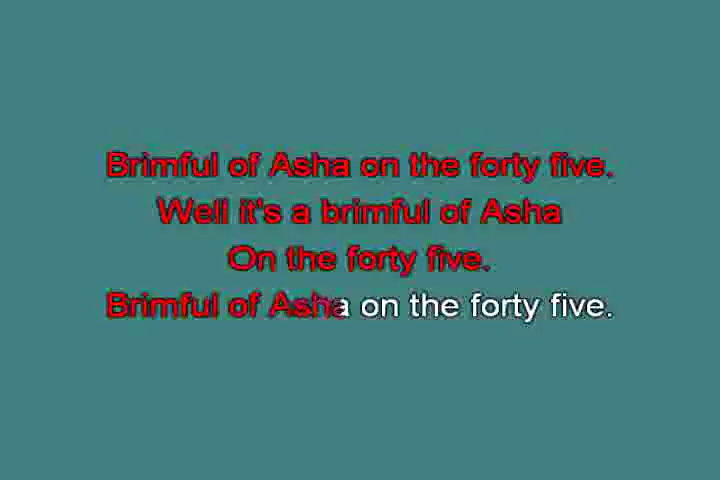 Brimful of Asha on the forty five.
Well it's a brimful of Asha
On the forty five.
Brimful of Asha on the forty five.